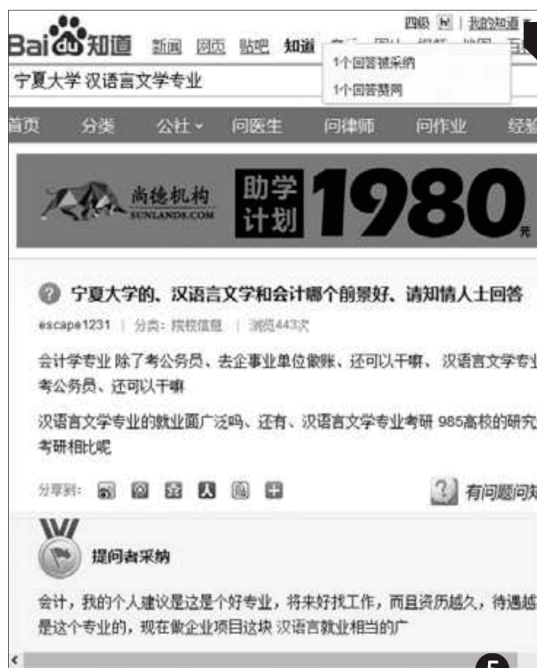 四级 | 我的知道
Bai du 知道 新闻 网页 贴吧 知道
1个回答被采纳
1个回答赞同
宁夏大学 汉语言文学专业
首页 分类 公社 问医生 问律师 问作业 经验
尚德机构
SUNLANDS.COM
助学
计划
1980元
宁夏大学的、汉语言文学和会计哪个前景好、请知情人士回答
escape1231 | 分类：院校信息 | 浏览443次
会计学专业 除了考公务员、去企事业单位做账、还可以干嘛、 汉语言文学专业
考公务员、还可以干嘛
汉语言文学专业的就业面广泛吗、还有、汉语言文学专业考研 985高校的研究
考研相比呢
分享到：
有问题问知
提问者采纳
会计，我的个人建议是这是个好专业，将来好找工作，而且资历越久，待遇越
是这个专业的，现在做企业项目这块 汉语言就业相当的广
5